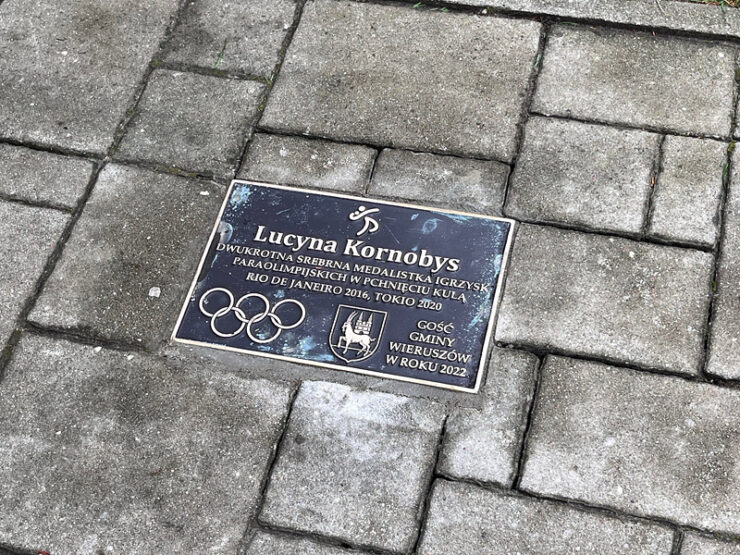 Lucyna Kornobys
DWUKROTNA SREBRNA MEDALISTKA IGRZYSK
PARAOLIMPIJSKICH W PCHNIĘCIU KULĄ
RIO DE JANEIRO 2016, TOKIO 2020
GOŚĆ
GMINY
WIERUSZÓW
W ROKU 2022